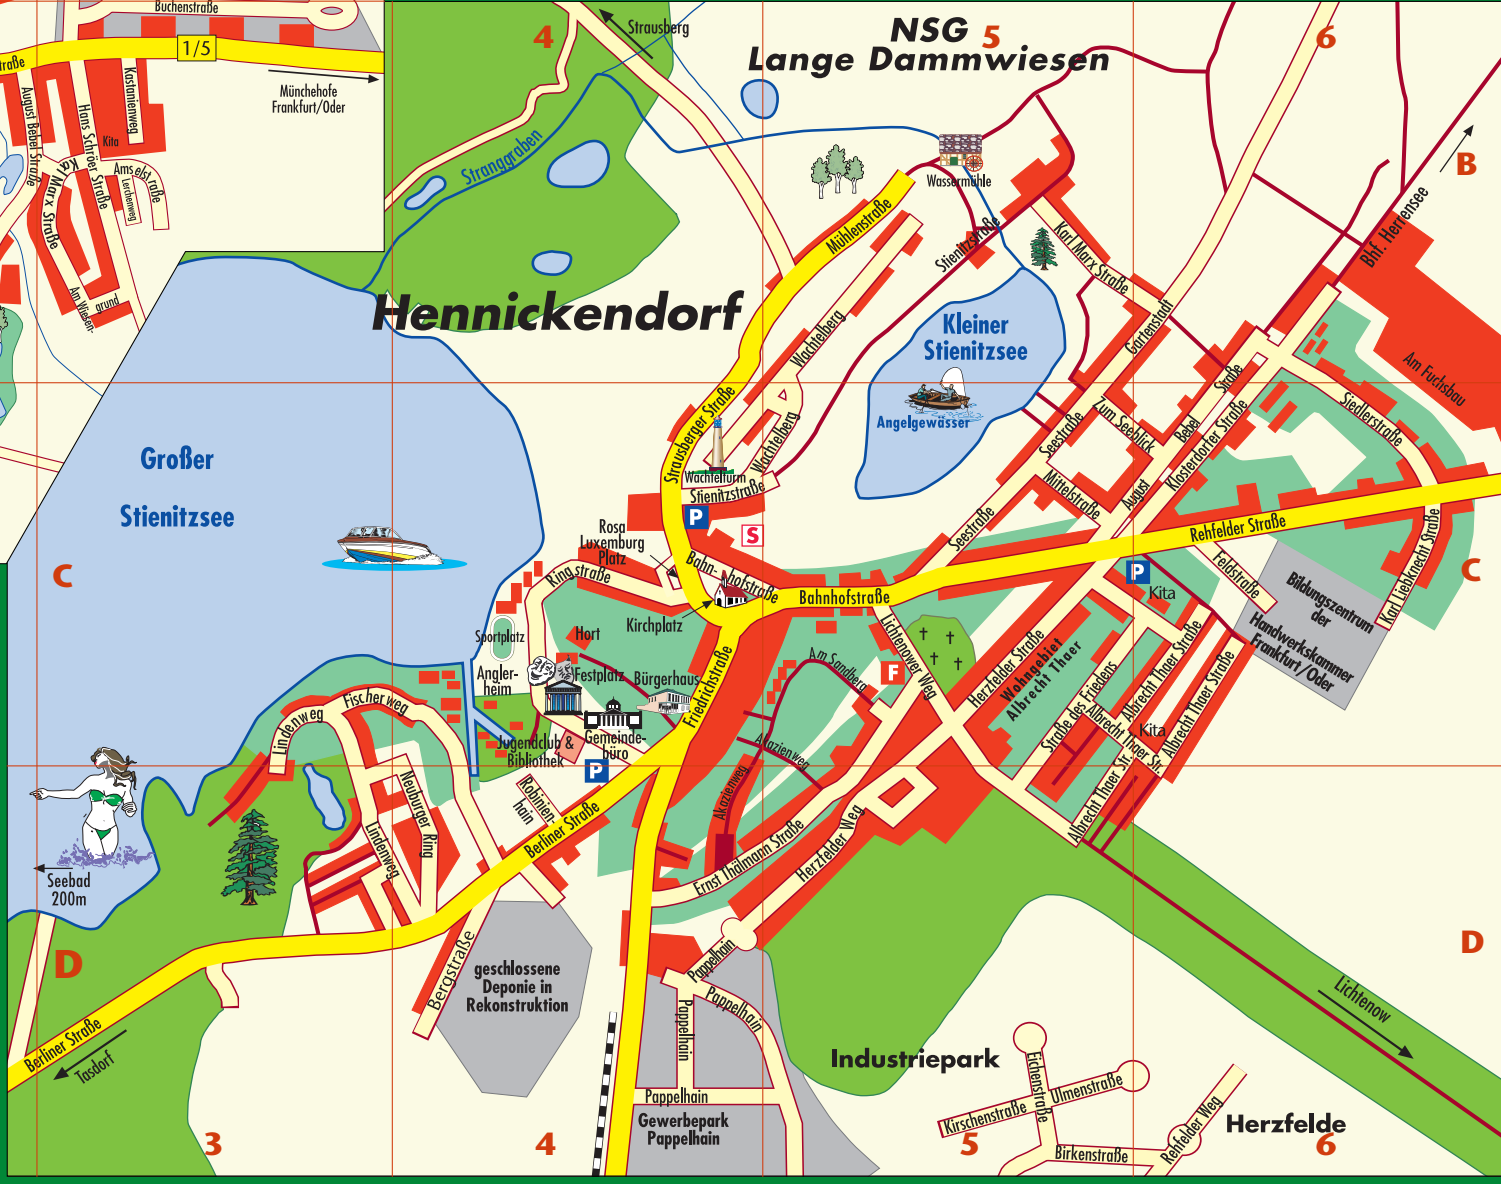 Buchenstraße
1/5
raße
Münchehofe
Frankfurt/Oder
Kastanienweg
August Bebel Straße
Hans Schröer Straße
Kita
Karl Marx Straße
Amselstraße
Lerchenweg
Am Wiesen-
grund
4
Strausberg
NSG
5
Lange Dammwiesen
6
B
Stranggraben
Wassermühle
Mühlenstraße
Stienitzstraße
Karl Marx Straße
Bhf. Herrensee
Hennickendorf
Kleiner
Stienitzsee
Wachtelberg
Gartenstadt
Am Fuchsbau
Angelgewässer
Strausberger Straße
Wachtelberg
Seestraße
Zum Seeblick
August
Bebel
Straße
Klosterdorfer Straße
Siedlerstraße
Großer
Stienitzsee
Wachtelturm
Stienitzstraße
Mittelstraße
P
S
Rosa
Luxemburg
Platz
Bahn-
hofstraße
Seestraße
Rehfelder Straße
Karl Liebknecht Straße
C
C
Ringstraße
Bahnhofstraße
P
Kita
Feldstraße
Bildungszentrum
der
Handwerkskammer
Frankfurt/Oder
Kirchplatz
Sportplatz
Hort
Lichtenower Weg
Angler-
heim
Festplatz
Bürgerhaus
Friedrichstraße
Am Sandberg
F
Herzfelder Straße
Wohngebiet
Albrecht Thaer
Straße des Friedens
Albrecht Thaer Straße
Albrecht Thaer Straße
Albrecht Thaer Str.
Albrecht Thaer Str.
Kita
Fischerweg
Lindenweg
Jugendclub &
Bibliothek
Gemeinde-
büro
P
Akazienweg
Akazienweg
Neuburger Ring
Lindenweg
Robinien-
hain
Berliner Straße
Ernst Thälmann Straße
Herzfelder Weg
Seebad
200m
D
D
Bergstraße
geschlossene
Deponie in
Rekonstruktion
Pappelhain
Pappelhain
Pappelhain
Pappelhain
Gewerbepark
Pappelhain
Berliner Straße
Tasdorf
Lichtenow
Industriepark
Eichenstraße
Ulmenstraße
Kirschenstraße
Birkenstraße
Rehfelder Weg
Herzfelde
3
4
5
6